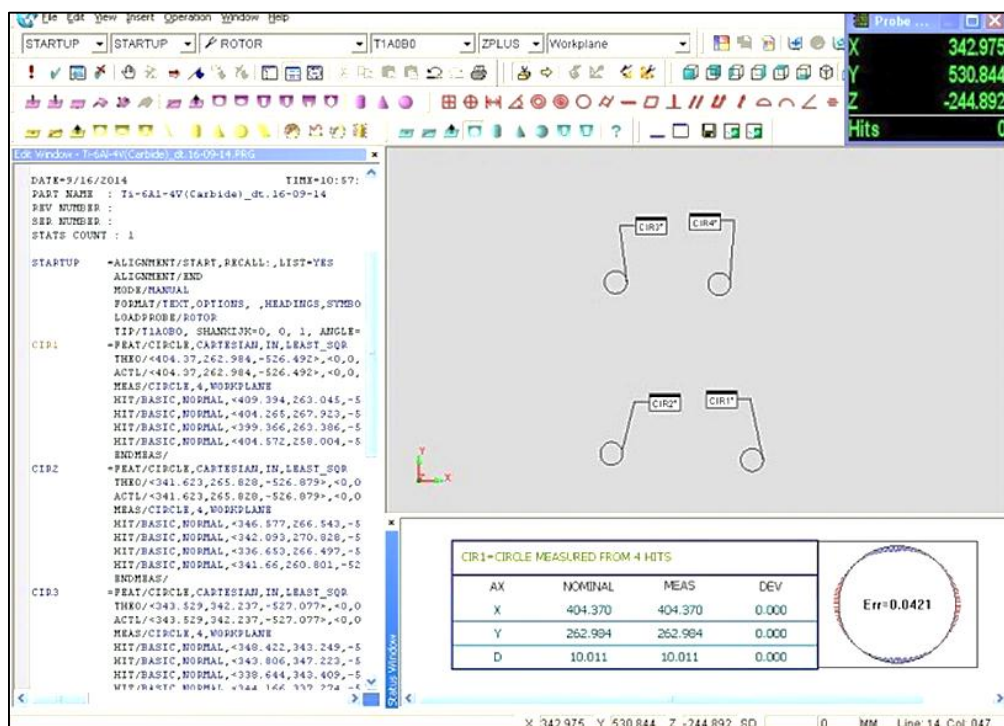 File Edit View Insert Operation Window Help
Probe ...
STARTUP STARTUP ROTOR T1A0B0 ZPLUS Workplane
X 342.975
Y 530.844
Z -244.892
Hits 0
Edit Window - Ti-6Al-4V(Carbide)_dt.16-09-14.PRG
DATE=9/16/2014 TIME=10:57:
PART NAME : Ti-6Al-4V(Carbide)_dt.16-09-14
REV NUMBER :
SER NUMBER :
STATS COUNT : 1
STARTUP =ALIGNMENT/START,RECALL:,LIST=YES
ALIGNMENT/END
MODE/MANUAL
FORMAT/TEXT,OPTIONS, ,HEADINGS,SYMBO
LOADPROBE/ROTOR
TIP/T1A0B0, SHANKIJK=0, 0, 1, ANGLE=
CIR1 =FEAT/CIRCLE,CARTESIAN,IN,LEAST_SQR
THEO/<404.37,262.984,-526.492>,<0,0,
ACTL/<404.37,262.984,-526.492>,<0,0,
MEAS/CIRCLE,4,WORKPLANE
HIT/BASIC,NORMAL,<409.394,263.045,-5
HIT/BASIC,NORMAL,<404.265,267.923,-5
HIT/BASIC,NORMAL,<399.366,263.386,-5
HIT/BASIC,NORMAL,<404.572,258.004,-5
ENDMEAS/
CIR2 =FEAT/CIRCLE,CARTESIAN,IN,LEAST_SQR
THEO/<341.623,265.828,-526.879>,<0,0
ACTL/<341.623,265.828,-526.879>,<0,0
MEAS/CIRCLE,4,WORKPLANE
HIT/BASIC,NORMAL,<346.577,266.543,-5
HIT/BASIC,NORMAL,<342.093,270.828,-5
HIT/BASIC,NORMAL,<336.653,266.497,-5
HIT/BASIC,NORMAL,<341.66,260.801,-52
ENDMEAS/
CIR3 =FEAT/CIRCLE,CARTESIAN,IN,LEAST_SQR
THEO/<343.529,342.237,-527.077>,<0,0
ACTL/<343.529,342.237,-527.077>,<0,0
MEAS/CIRCLE,4,WORKPLANE
HIT/BASIC,NORMAL,<348.422,343.249,-5
HIT/BASIC,NORMAL,<343.806,347.223,-5
HIT/BASIC,NORMAL,<338.644,343.409,-5
HIT/BASIC,NORMAL,<344.166,337.274,-5
CIR3* CIR4*
CIR2* CIR1*
Y
Z X
Status Window
CIR1=CIRCLE MEASURED FROM 4 HITS
AX NOMINAL MEAS DEV
X 404.370 404.370 0.000
Y 262.984 262.984 0.000
D 10.011 10.011 0.000
Err=0.0421
X 342.975 Y 530.844 Z -244.892 SD 0 MM Line: 14, Col: 047